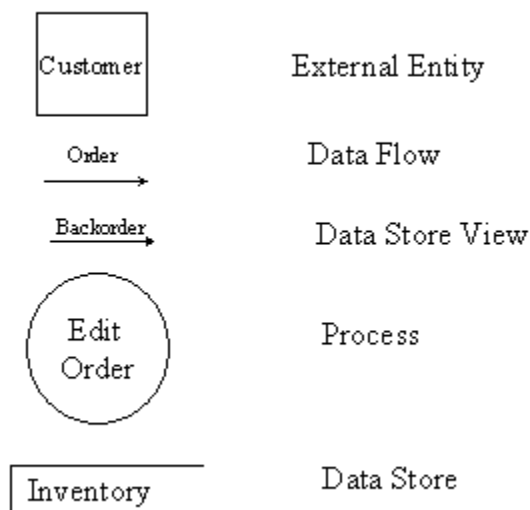 Customer
External Entity
Order
Data Flow
Backorder
Data Store View
Edit
Order
Process
Inventory
Data Store